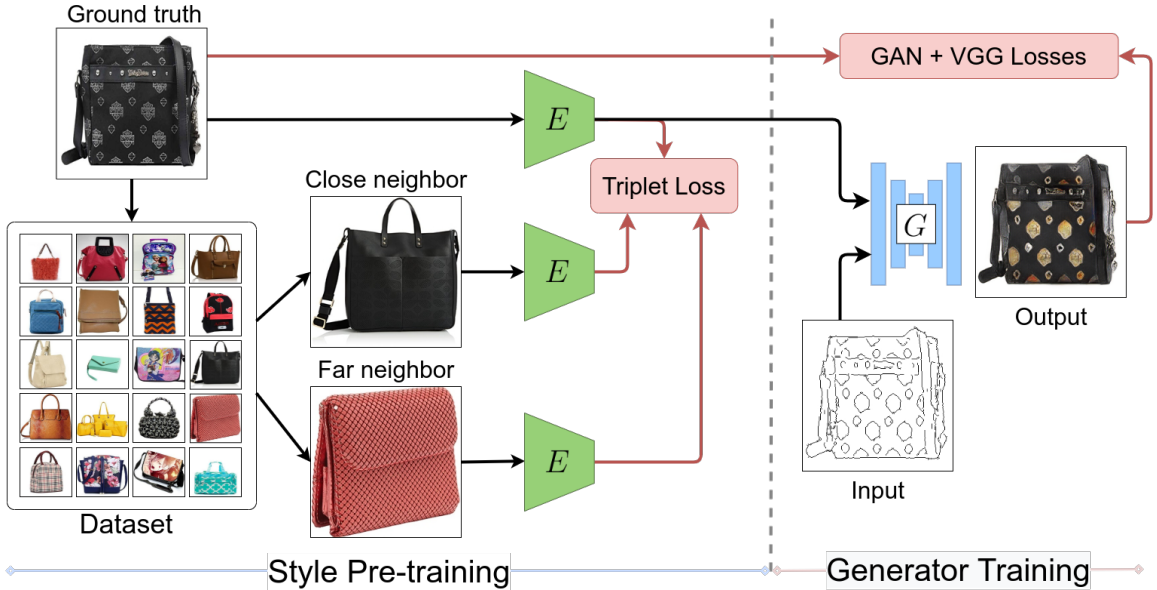 Ground truth
GAN + VGG Losses
E
Close neighbor
Triplet Loss
G
E
Output
Far neighbor
E
Input
Dataset
Style Pre-training
Generator Training